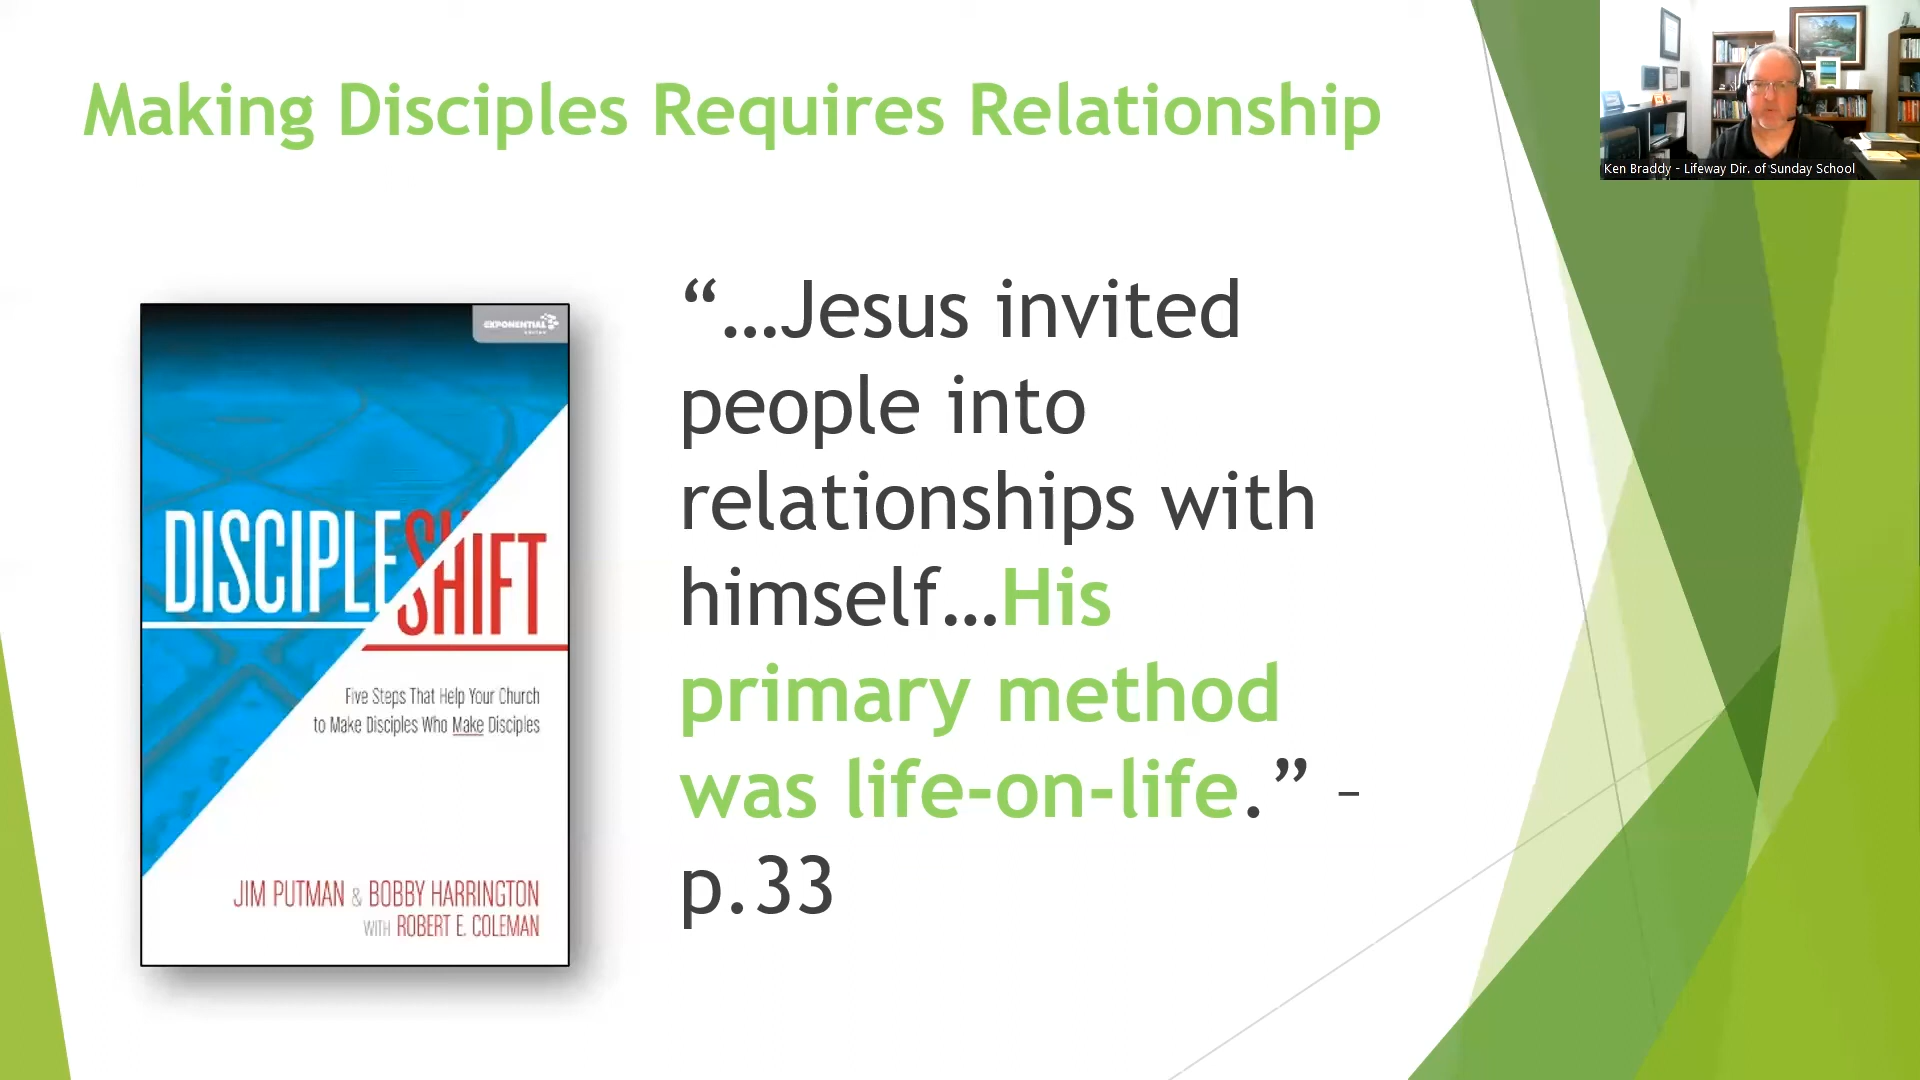 Making Disciples Requires Relationship
Ken Braddy - Lifeway Dir. of Sunday School
EXPONENTIAL
DISCIPLESHIFT
Five Steps That Help Your Church
to Make Disciples Who Make Disciples
JIM PUTMAN & BOBBY HARRINGTON
WITH ROBERT E. COLEMAN
“…Jesus invited
people into
relationships with
himself…His
primary method
was life-on-life.” –
p.33